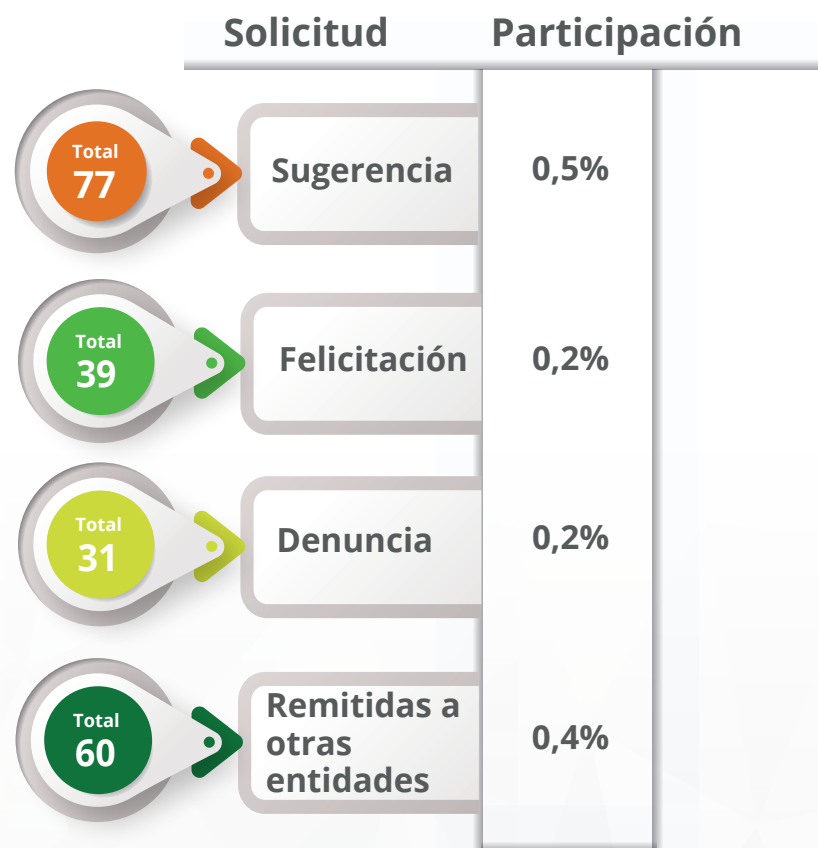 Solicitud Participación
Total
77
Sugerencia
0,5%
Total
39
Felicitación
0,2%
Total
31
Denuncia
0,2%
Total
60
Remitidas a
otras
entidades
0,4%